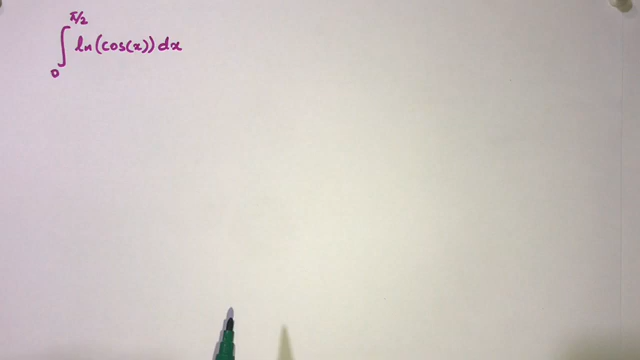 ∫₀^{π/2} ln(cos(x)) dx